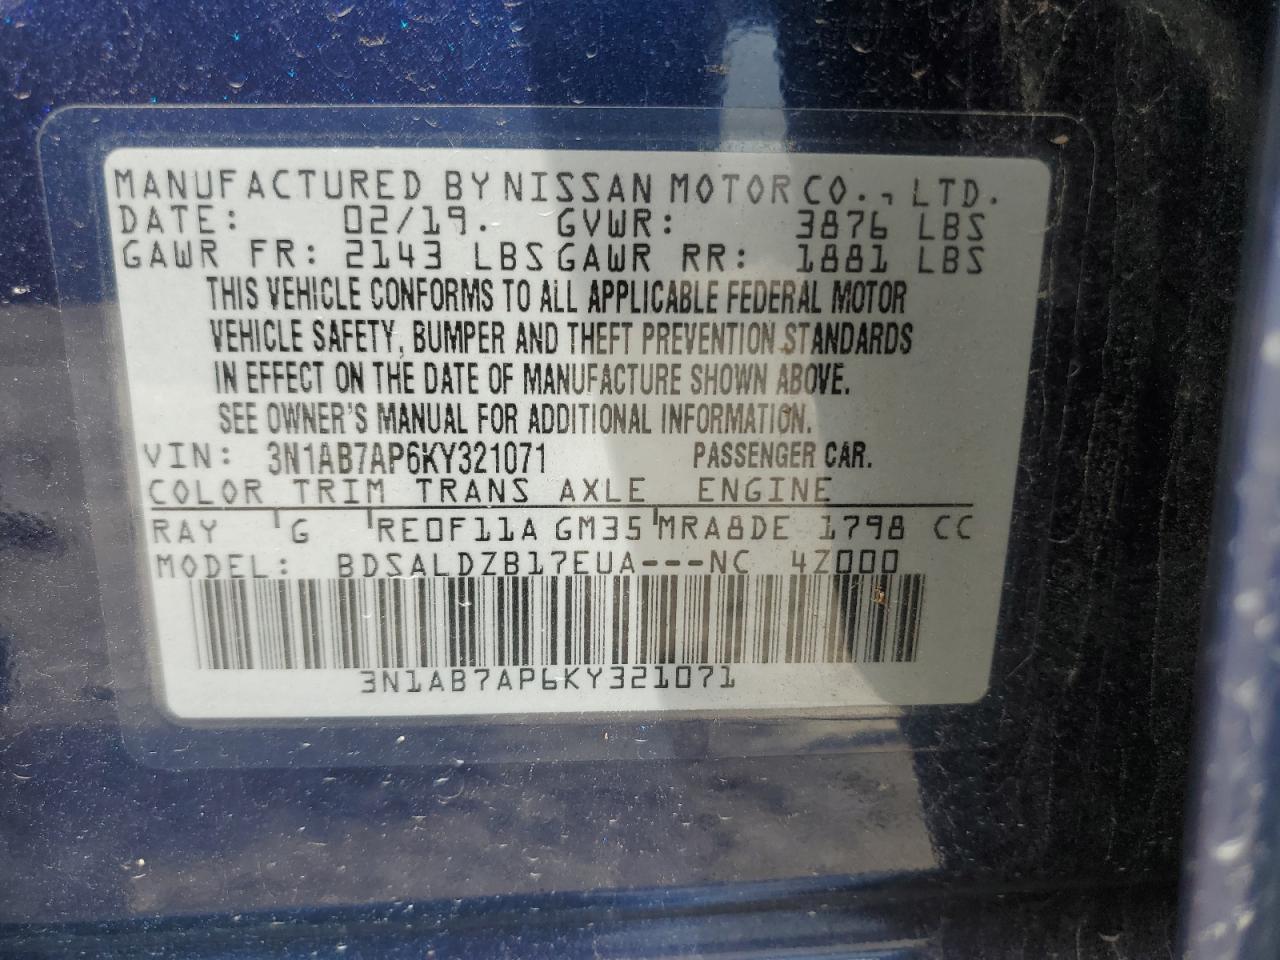 MANUFACTURED BY NISSAN MOTOR CO., LTD.
DATE: 02/19. GVWR: 3876 LBS
GAWR FR: 2143 LBS GAWR RR: 1881 LBS
THIS VEHICLE CONFORMS TO ALL APPLICABLE FEDERAL MOTOR
VEHICLE SAFETY, BUMPER AND THEFT PREVENTION STANDARDS
IN EFFECT ON THE DATE OF MANUFACTURE SHOWN ABOVE.
SEE OWNER'S MANUAL FOR ADDITIONAL INFORMATION.
VIN: 3N1AB7AP6KY321071 PASSENGER CAR.
COLOR TRIM TRANS AXLE ENGINE
RAY G RE0F11A GM35 MRA8DE 1798 CC
MODEL: BDSALDZB17EUA---NC 4Z000
3N1AB7AP6KY321071